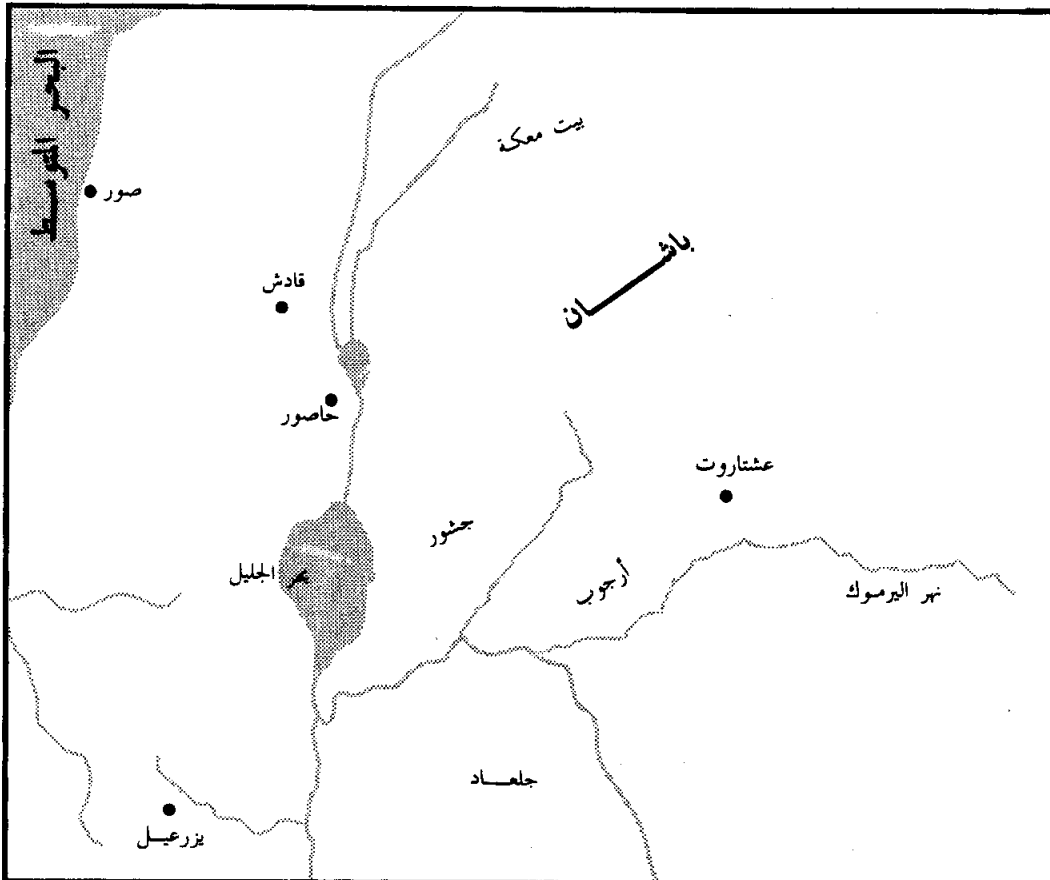 البحر المتوسط
بيت معكة
صور
باشان
قادش
حاصور
عشتاروت
جشور
بحر الجليل
أرجوب
نهر اليرموك
جلعاد
يزرعيل